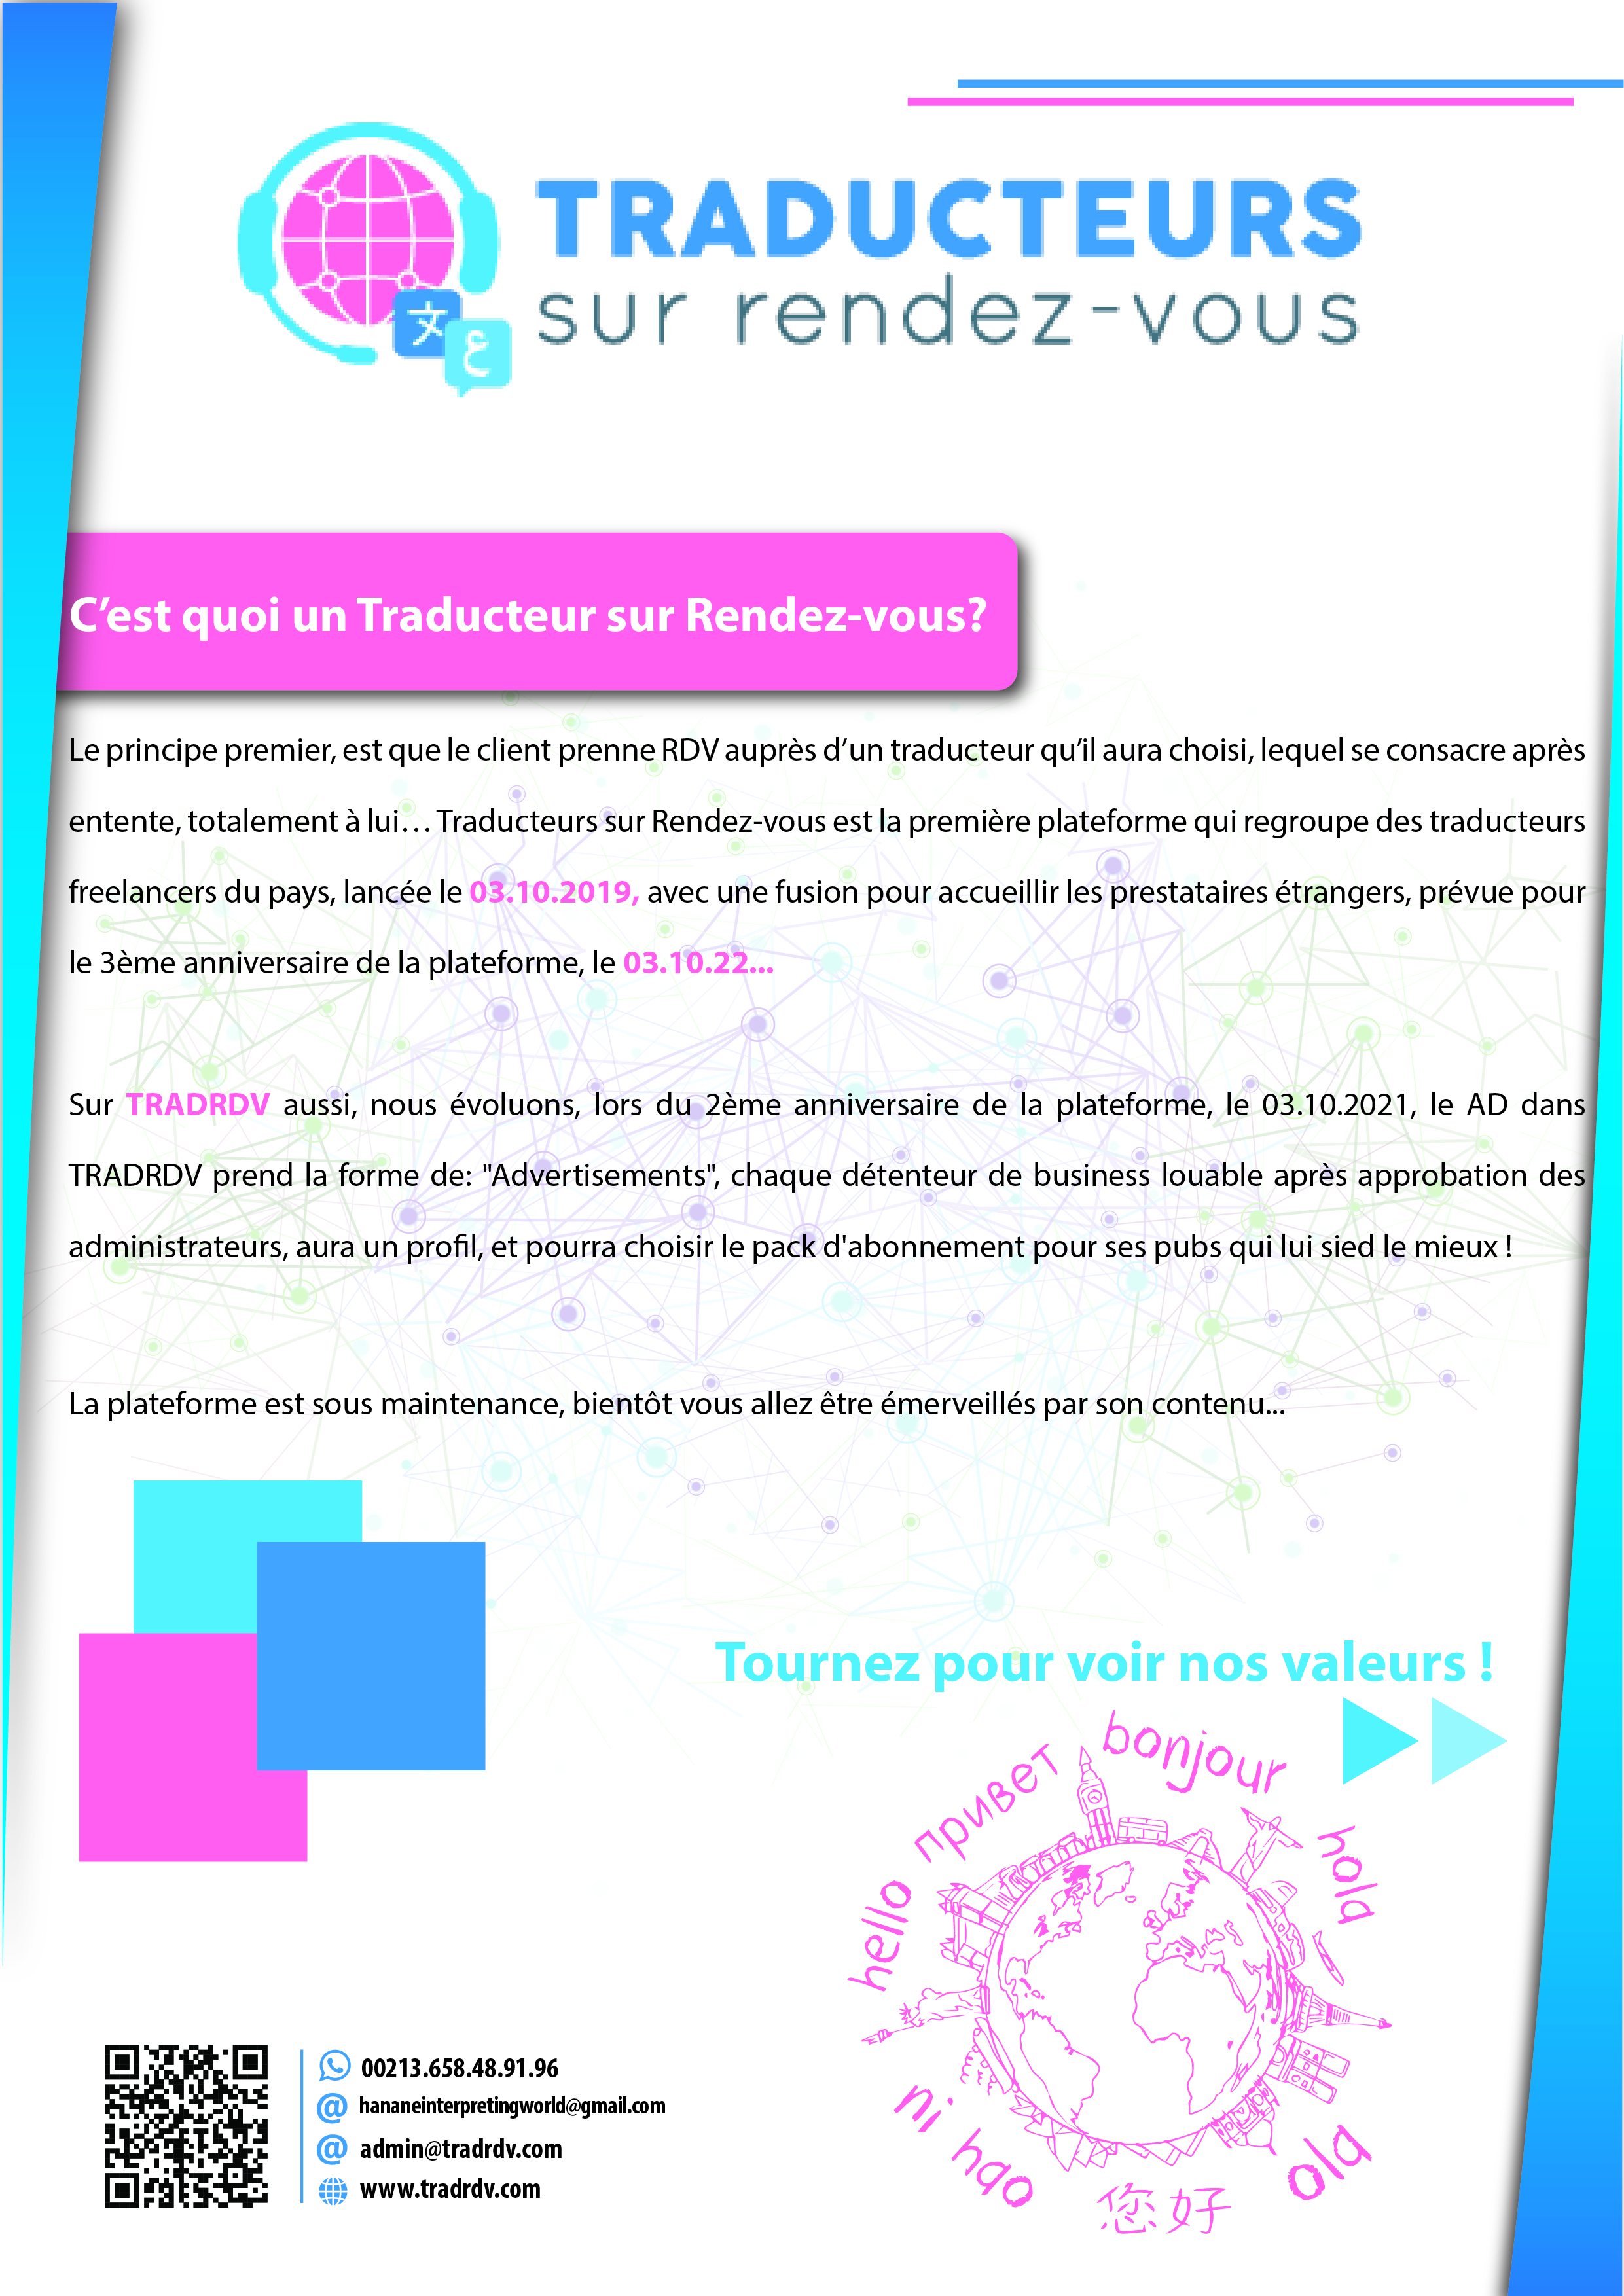 TRADUCTEURS
sur rendez-vous
文
ع
C’est quoi un Traducteur sur Rendez-vous?
Le principe premier, est que le client prenne RDV auprès d’un traducteur qu’il aura choisi, lequel se consacre après
entente, totalement à lui… Traducteurs sur Rendez-vous est la première plateforme qui regroupe des traducteurs
freelancers du pays, lancée le 03.10.2019, avec une fusion pour accueillir les prestataires étrangers, prévue pour
le 3ème anniversaire de la plateforme, le 03.10.22...
Sur TRADRDV aussi, nous évoluons, lors du 2ème anniversaire de la plateforme, le 03.10.2021, le AD dans
TRADRDV prend la forme de: "Advertisements", chaque détenteur de business louable après approbation des
administrateurs, aura un profil, et pourra choisir le pack d'abonnement pour ses pubs qui lui sied le mieux !
La plateforme est sous maintenance, bientôt vous allez être émerveillés par son contenu...
Tournez pour voir nos valeurs !
bonjour
привет
hola
hello
ni hao
ola
您好
00213.658.48.91.96
@ hananeinterpretingworld@gmail.com
@ admin@tradrdv.com
www.tradrdv.com